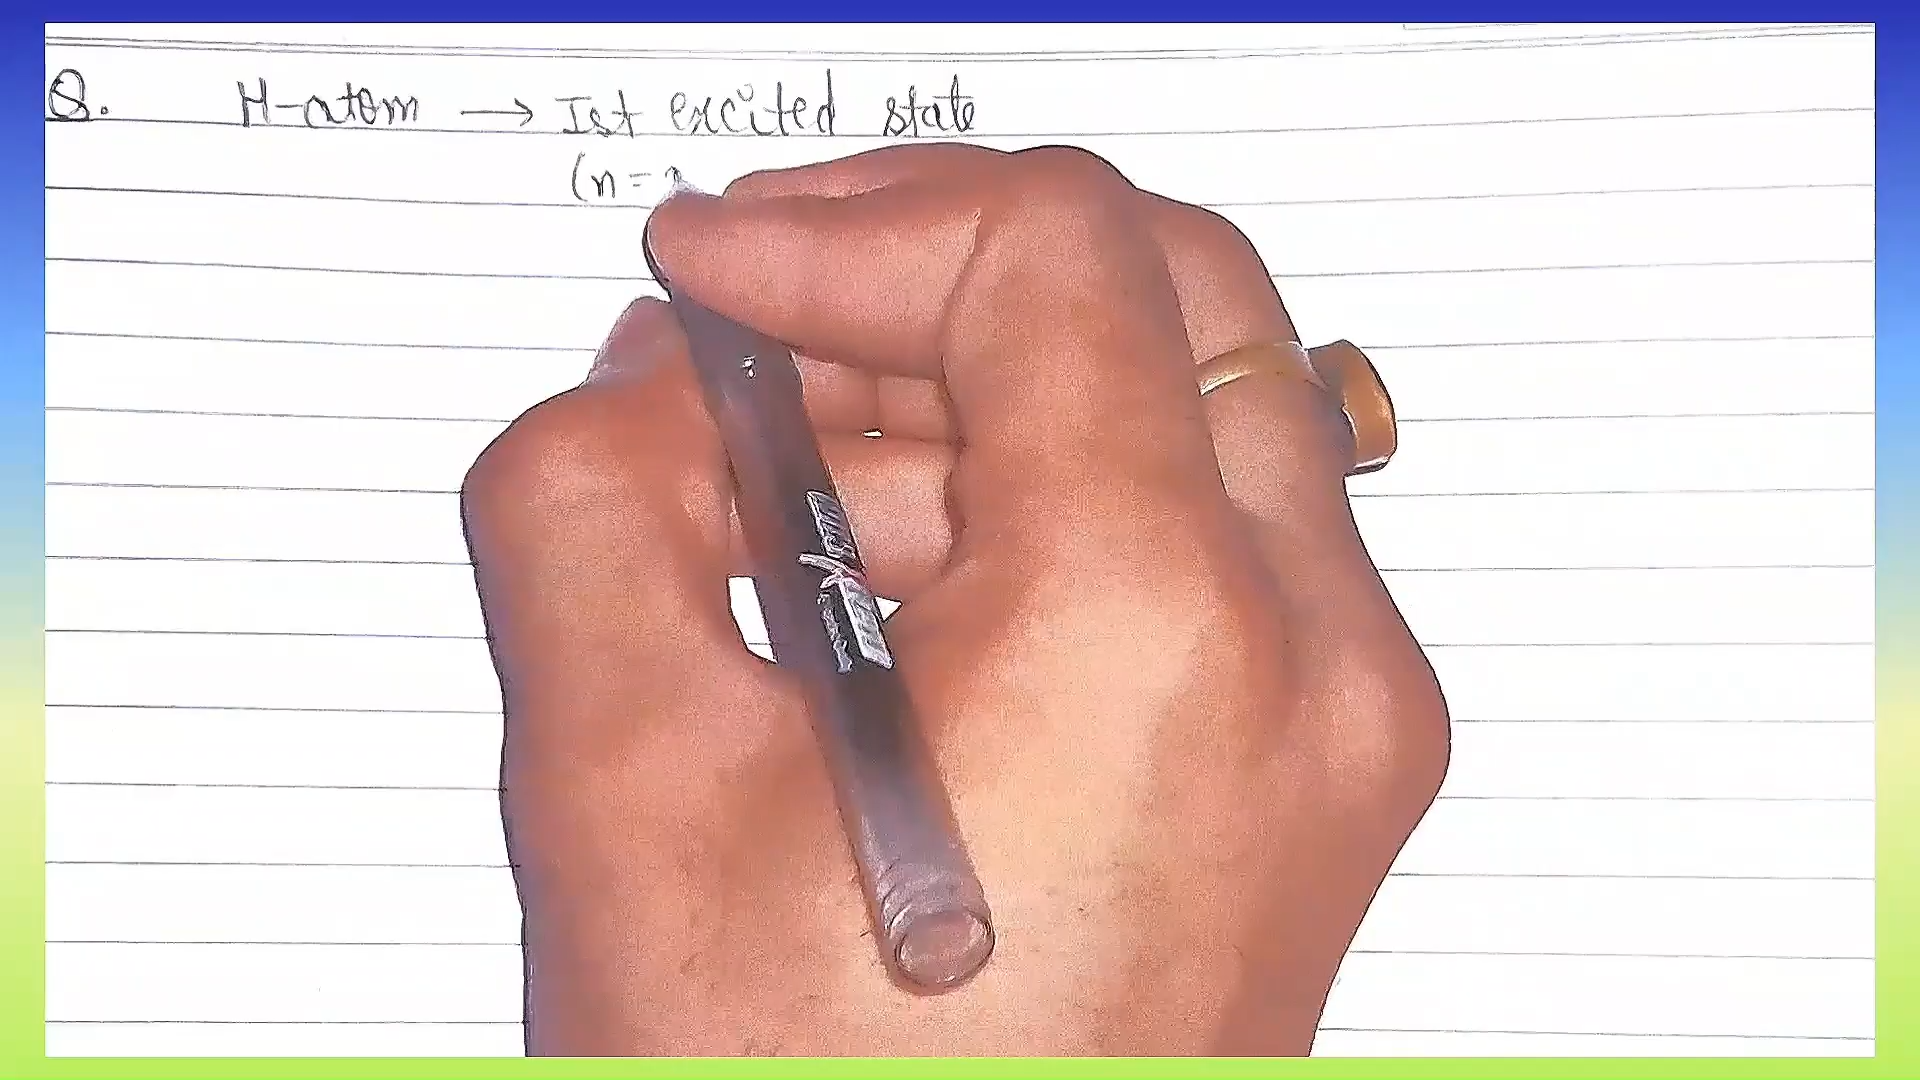 Q. H-atom → Ist excited state
(n =